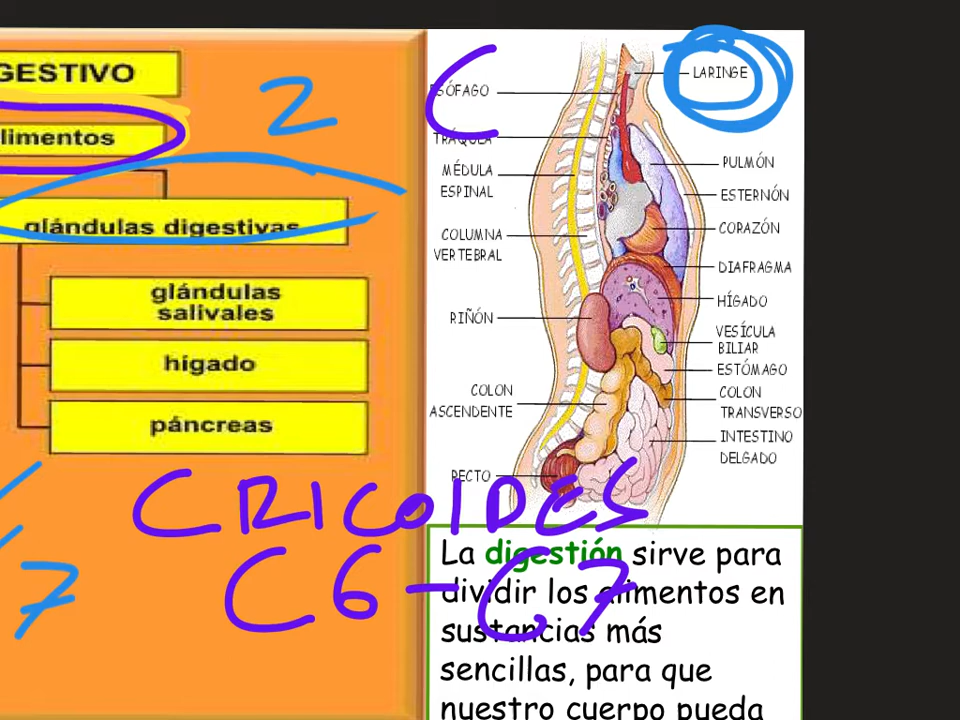 GESTIVO
limentos
2
glándulas digestivas
glándulas
salivales
hígado
páncreas
7
C
LARINGE
ESÓFAGO
TRÁQUEA
MÉDULA
ESPINAL
PULMÓN
ESTERNÓN
COLUMNA
VERTEBRAL
CORAZÓN
DIAFRAGMA
HÍGADO
RIÑÓN
VESÍCULA
BILIAR
ESTÓMAGO
COLON
ASCENDENTE
COLON
TRANSVERSO
INTESTINO
DELGADO
RECTO
CRICOIDES
C6-C7
La digestión sirve para
dividir los alimentos en
sustancias más
sencillas, para que
nuestro cuerpo pueda